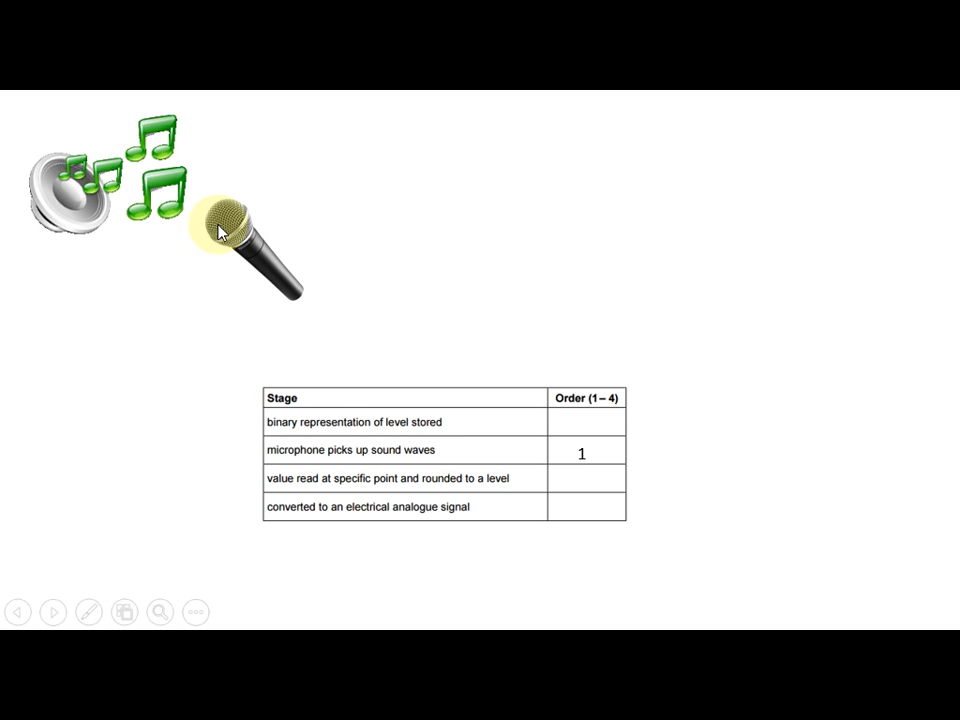 Stage Order (1 – 4)
binary representation of level stored
microphone picks up sound waves 1
value read at specific point and rounded to a level
converted to an electrical analogue signal